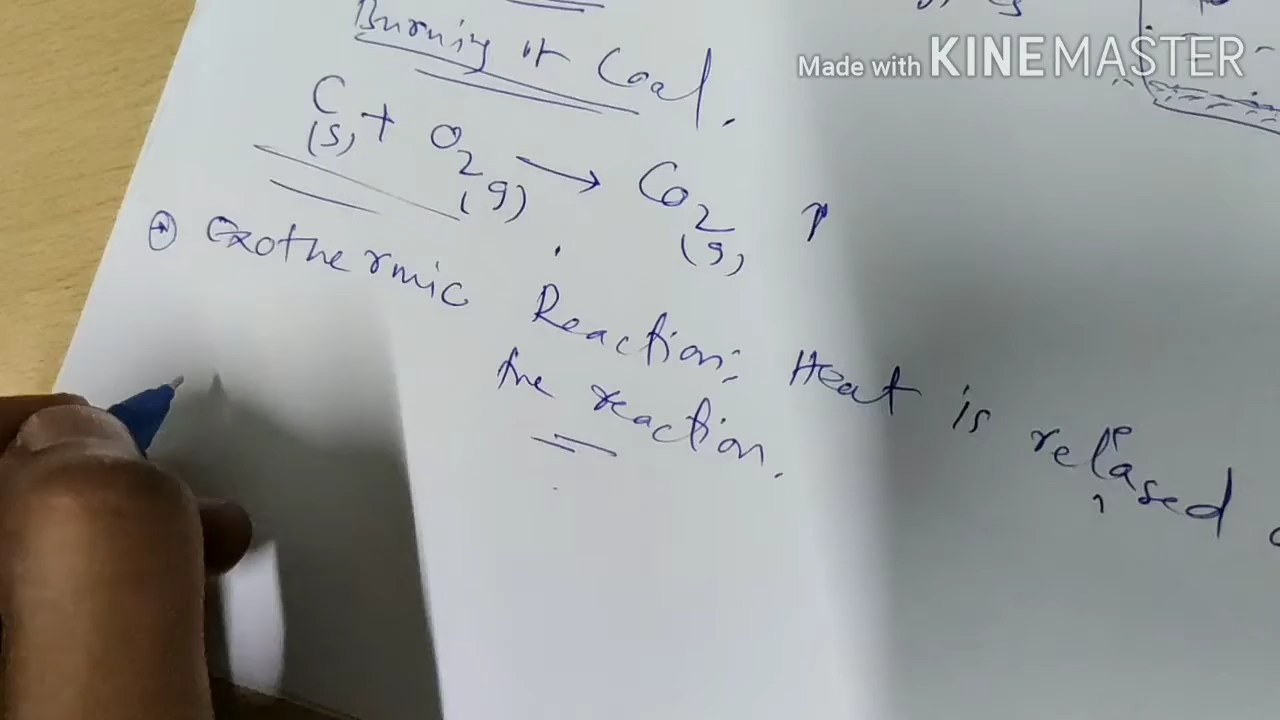 Made with KINEMASTER
Burning of Coal.
C(s) + O2(g) → CO2(g) ↑
Exothermic Reaction: Heat is released
the reaction.